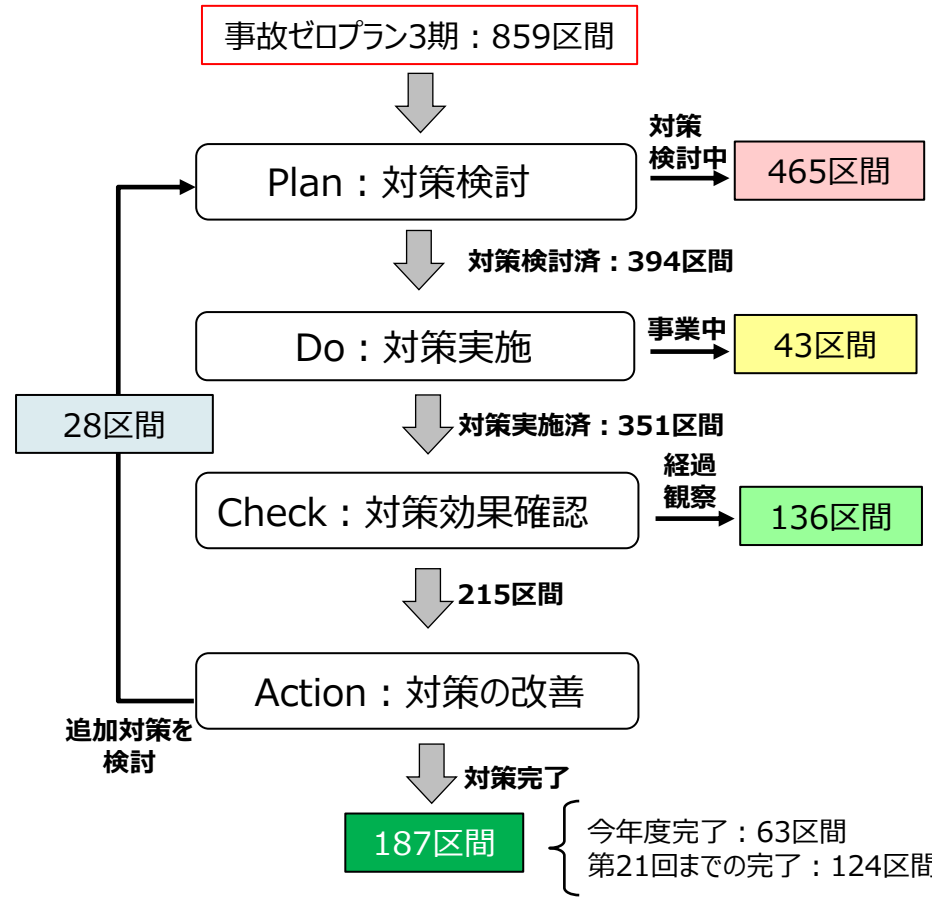 事故ゼロプラン3期：859区間
対策
検討中
Plan：対策検討
465区間
対策検討済：394区間
Do：対策実施
事業中
43区間
28区間
対策実施済：351区間
経過
観察
Check：対策効果確認
136区間
215区間
Action：対策の改善
追加対策を
検討
対策完了
187区間
今年度完了：63区間
第21回までの完了：124区間